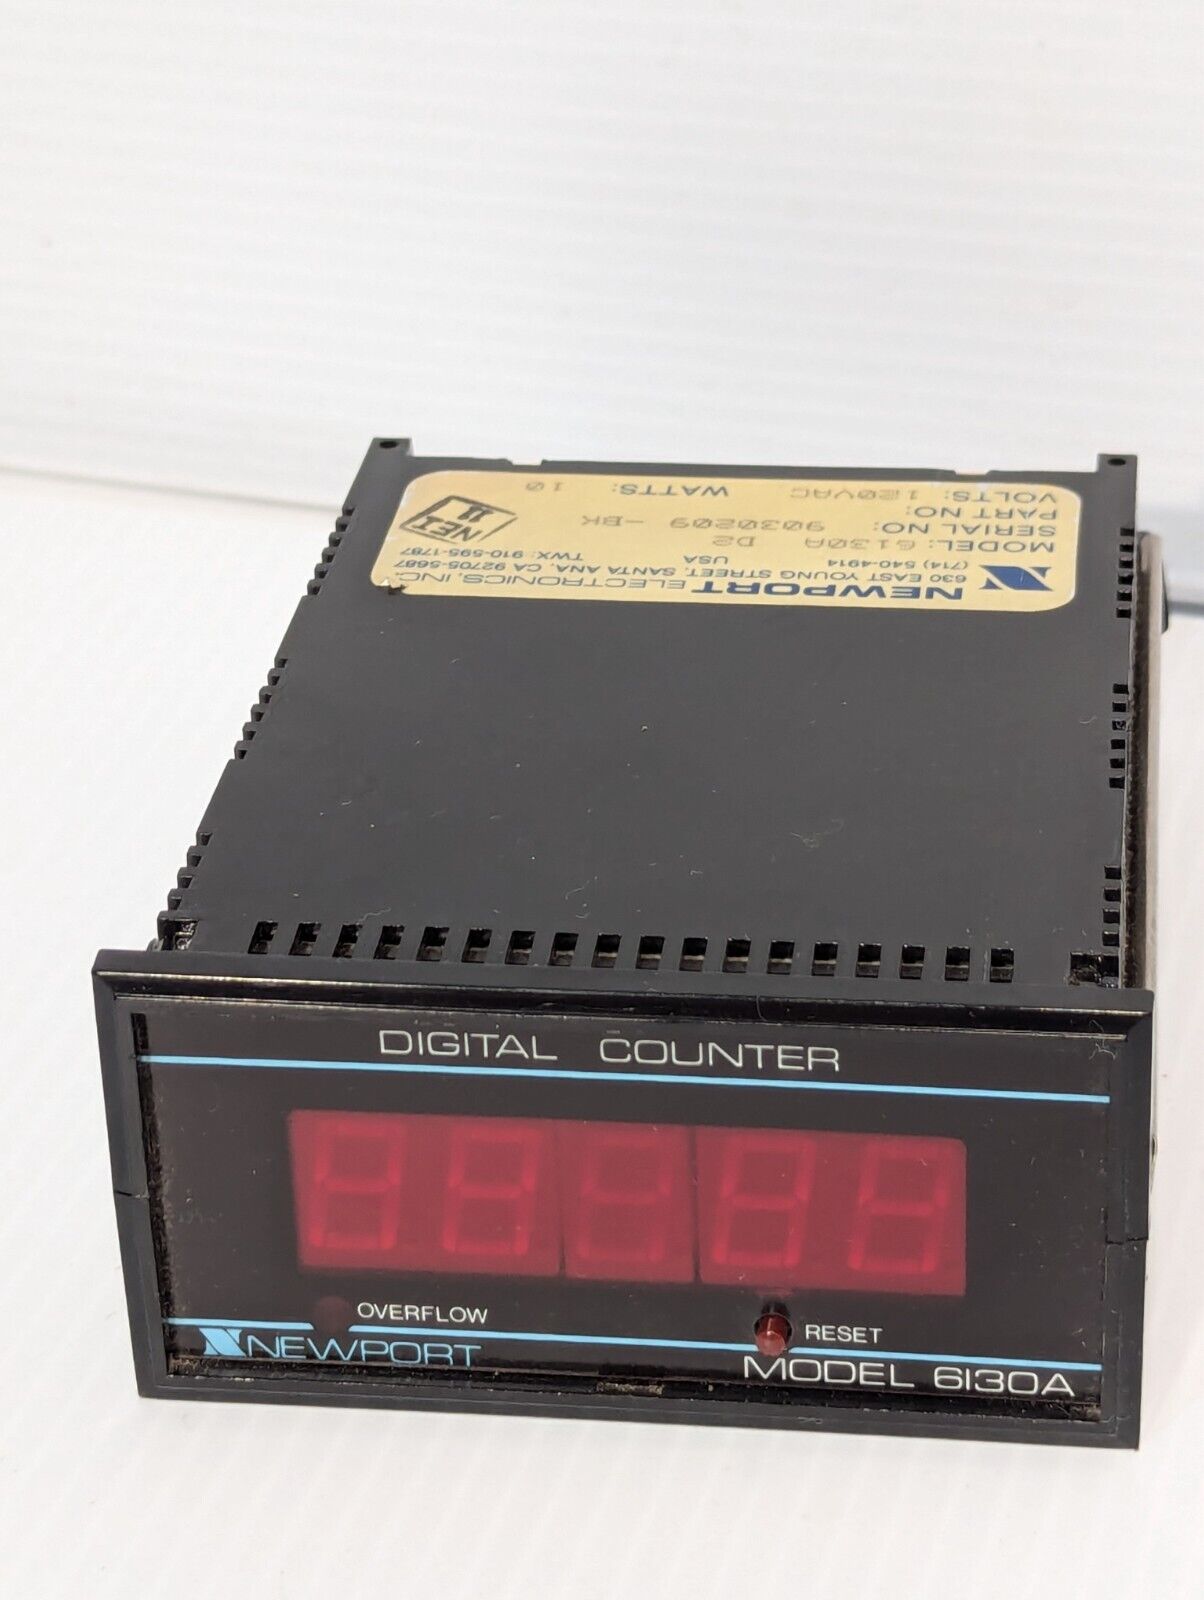 NEWPORT ELECTRONICS, INC.
630 EAST YOUNG STREET, SANTA ANA, CA 92705-5687
(714) 540-4914 USA TWX: 910-595-1787
MODEL: 6130A D2
SERIAL NO: 9030209 -BK
PART NO:
VOLTS: 120VAC WATTS: 10
NEI II
DIGITAL COUNTER
OVERFLOW
RESET
NEWPORT
MODEL 6130A